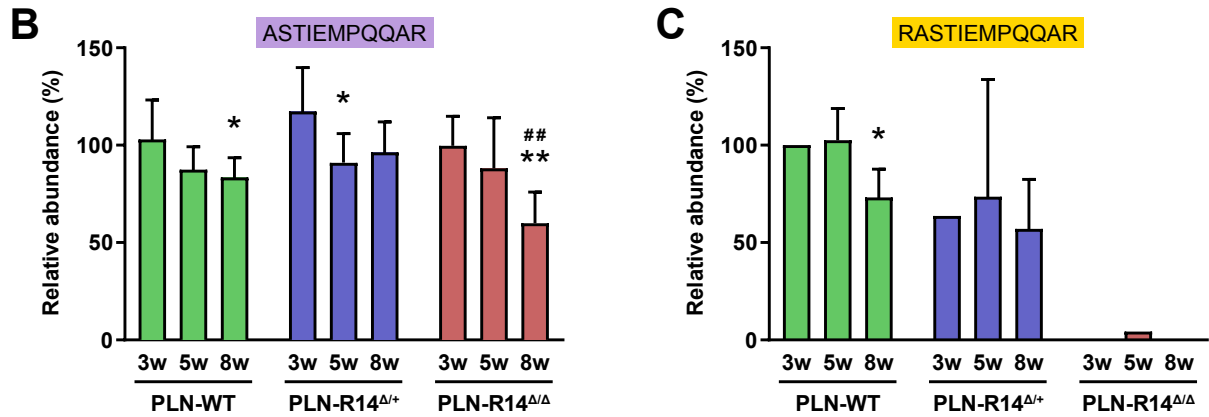 B
ASTIEMPQQAR
Relative abundance (%)
150
100
50
0
*
*
##
**
3w 5w 8w 3w 5w 8w 3w 5w 8w
PLN-WT PLN-R14Δ/+ PLN-R14Δ/Δ
C
RASTIEMPQQAR
Relative abundance (%)
150
100
50
0
*
3w 5w 8w 3w 5w 8w 3w 5w 8w
PLN-WT PLN-R14Δ/+ PLN-R14Δ/Δ